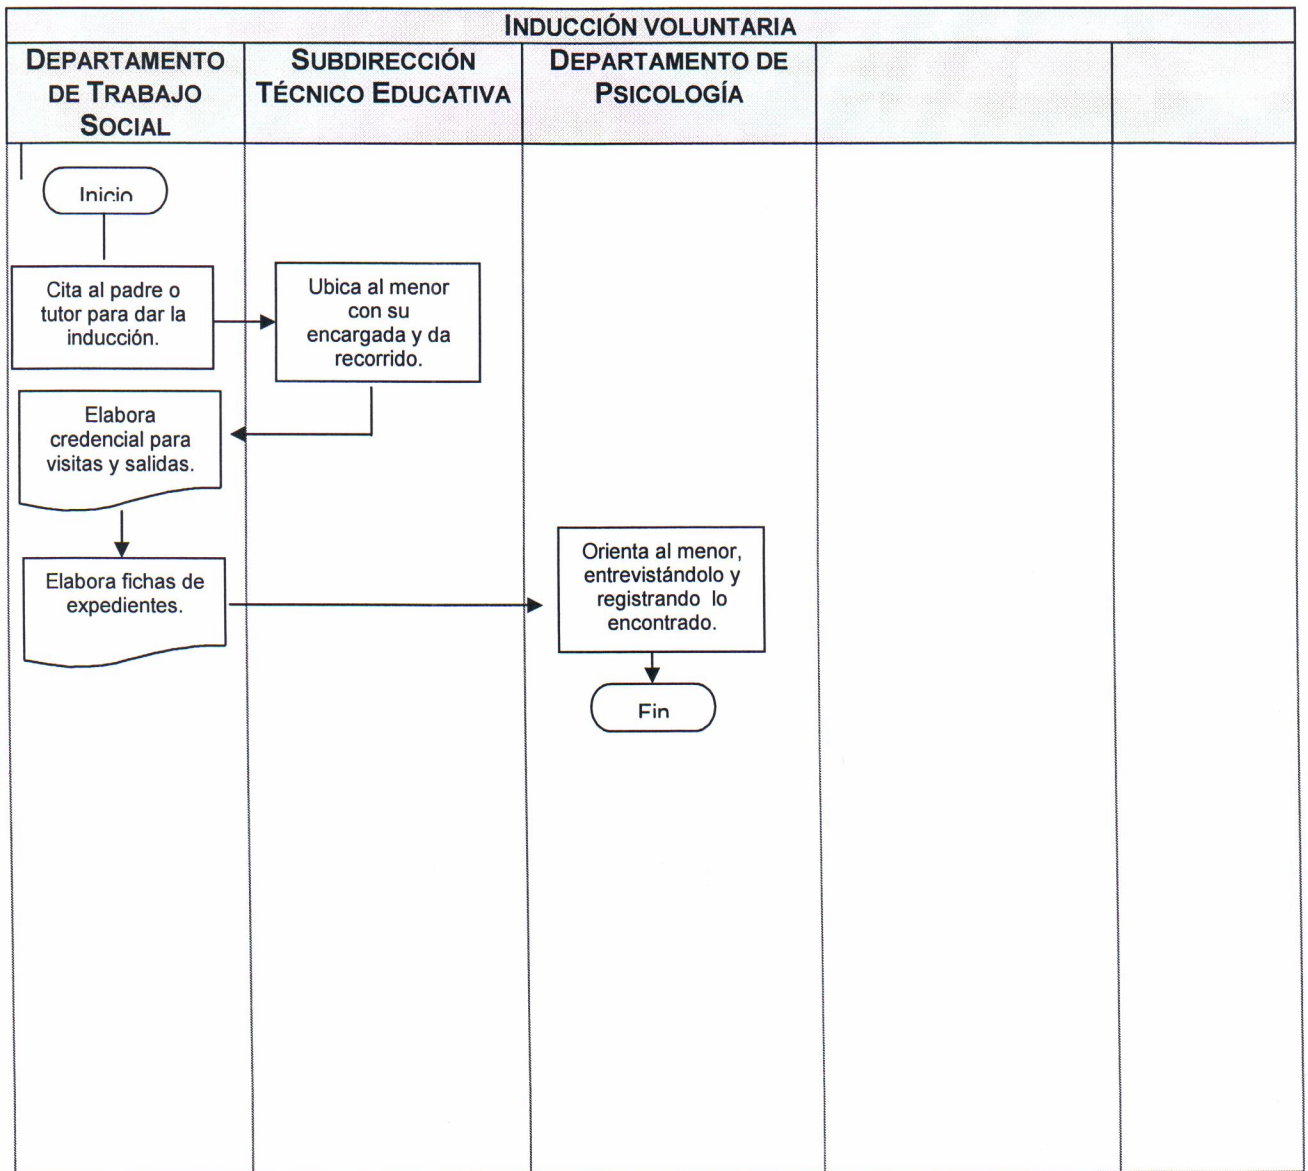 INDUCCIÓN VOLUNTARIA
DEPARTAMENTO
DE TRABAJO
SOCIAL
SUBDIRECCIÓN
TÉCNICO EDUCATIVA
DEPARTAMENTO DE
PSICOLOGÍA
Inicio
Cita al padre o
tutor para dar la
inducción.
Ubica al menor
con su
encargada y da
recorrido.
Elabora
credencial para
visitas y salidas.
Elabora fichas de
expedientes.
Orienta al menor,
entrevistándolo y
registrando lo
encontrado.
Fin